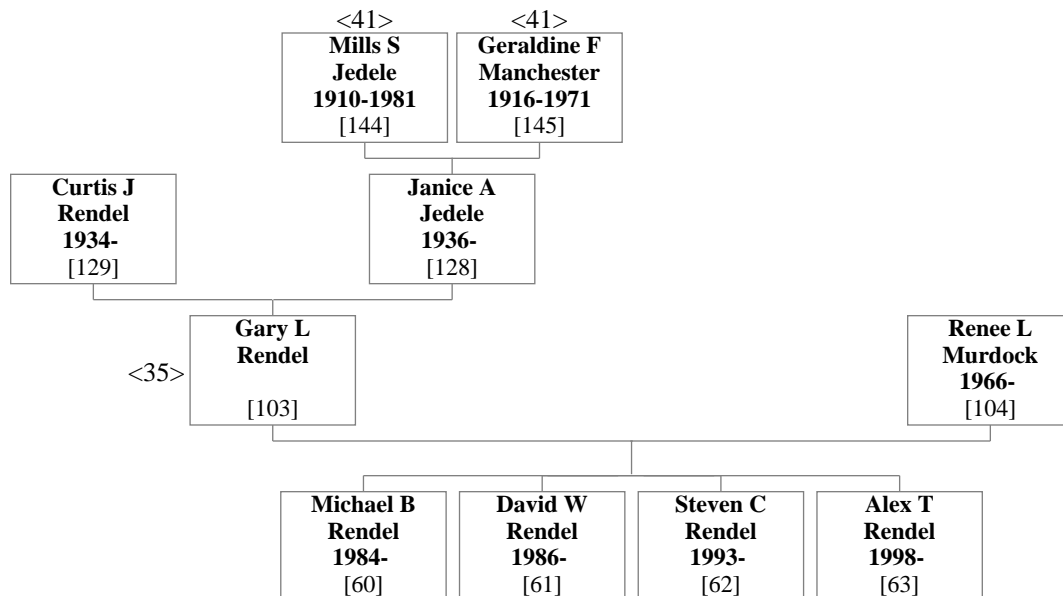 <41>
<41>
Mills S
Jedele
1910-1981
[144]
Geraldine F
Manchester
1916-1971
[145]
Curtis J
Rendel
1934-
[129]
Janice A
Jedele
1936-
[128]
<35>
Gary L
Rendel
[103]
Renee L
Murdock
1966-
[104]
Michael B
Rendel
1984-
[60]
David W
Rendel
1986-
[61]
Steven C
Rendel
1993-
[62]
Alex T
Rendel
1998-
[63]